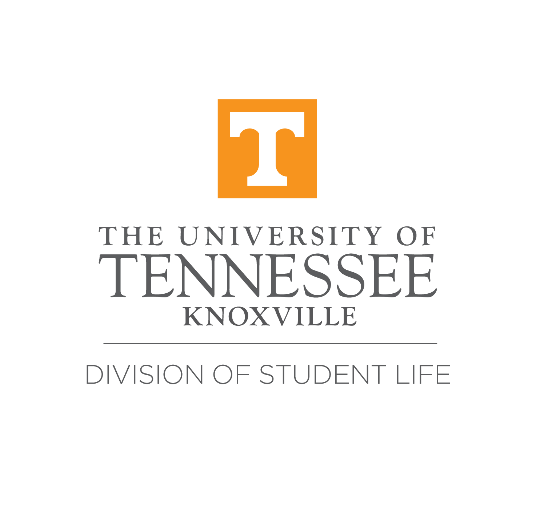 T
THE UNIVERSITY OF
TENNESSEE
KNOXVILLE
DIVISION OF STUDENT LIFE